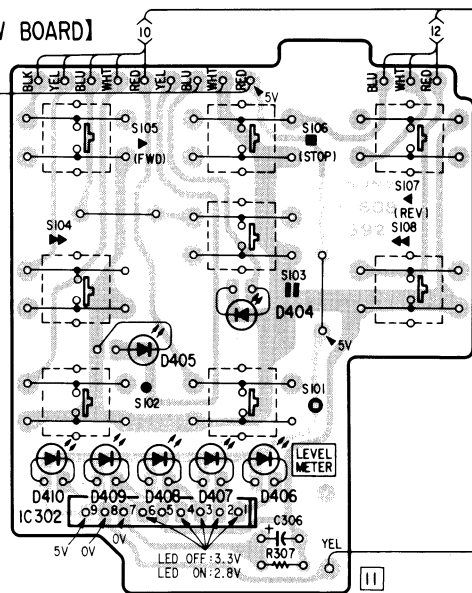 W BOARD】
10
12
BLK YEL BLU WHT RED YEL BLU WHT RED
BLU WHT RED
5V
S105
(FWD)
S106
(STOP)
S107
(REV)
S108
S104
S103
D404
5V
D405
S102
S101
LEVEL
METER
D410 D409 D408 D407 D406
IC302
9 8 7 6 5 4 3 2 1
5V 0V 0V
LED OFF:3.3V
LED ON:2.8V
+
C306
R307
YEL
11